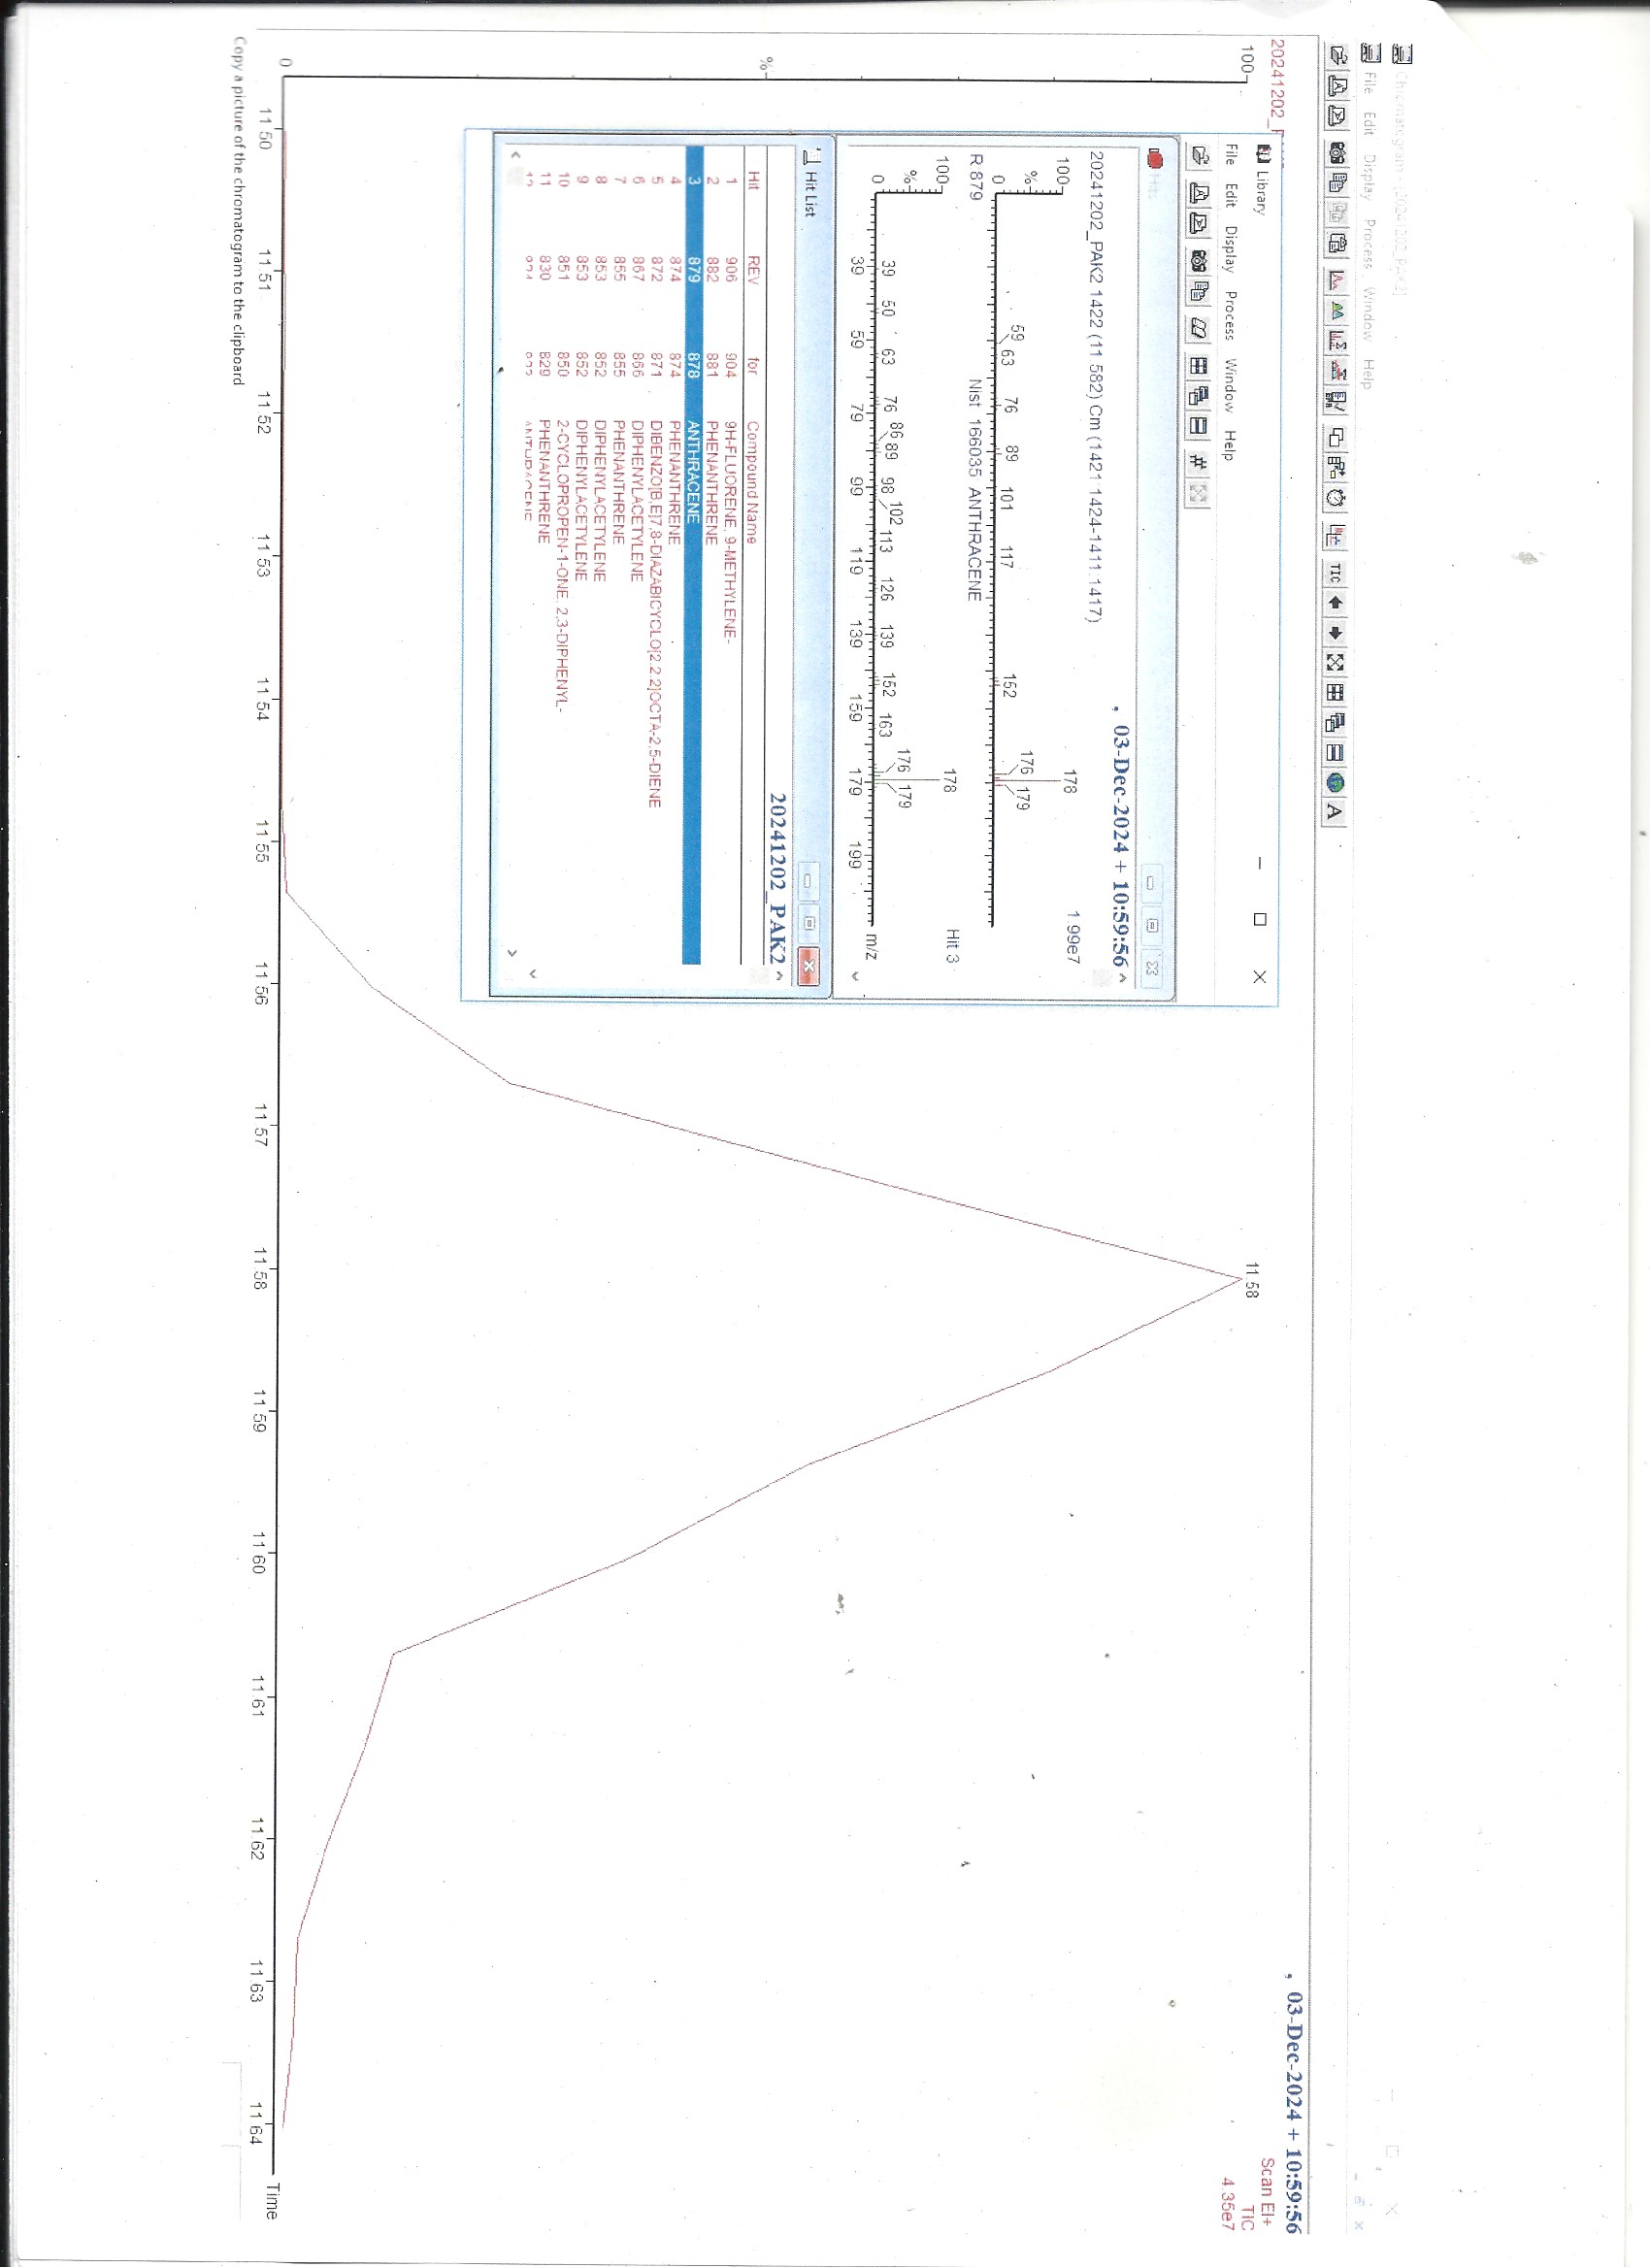 Chromatogram - [20241202_PAK2]
File Edit Display Process Window Help
TIC A
, 03-Dec-2024 + 10:59:56
Scan EI+
TIC
4.35e7
100
%
0
11.58
Library
File Edit Display Process Window Help
#
, 03-Dec-2024 + 10:59:56
20241202_PAK2 1422 (11.582) Cm (1421:1424-1411:1417)
1.99e7
100
%
0
59 63 76 89 101 117 152 176 178 179
R:879
Nist 166035 ANTHRACENE
Hit 3
100
%
0
39 50 63 76 86 89 98 102 113 126 139 152 163 176 178 179
39 59 79 99 119 139 159 179 199 m/z
Hit List
20241202_PAK2
Hit REV for Compound Name
1 906 904 9H-FLUORENE, 9-METHYLENE-
2 882 881 PHENANTHRENE
3 879 878 ANTHRACENE
4 874 874 PHENANTHRENE
5 872 871 DIBENZO[B,E]7,8-DIAZABICYCLO[2.2.2]OCTA-2,5-DIENE
6 867 866 DIPHENYLACETYLENE
7 855 855 PHENANTHRENE
8 853 852 DIPHENYLACETYLENE
9 853 852 DIPHENYLACETYLENE
10 851 850 2-CYCLOPROPEN-1-ONE, 2,3-DIPHENYL-
11 830 829 PHENANTHRENE
11.50 11.51 11.52 11.53 11.54 11.55 11.56 11.57 11.58 11.59 11.60 11.61 11.62 11.63 11.64 Time
Copy a picture of the chromatogram to the clipboard